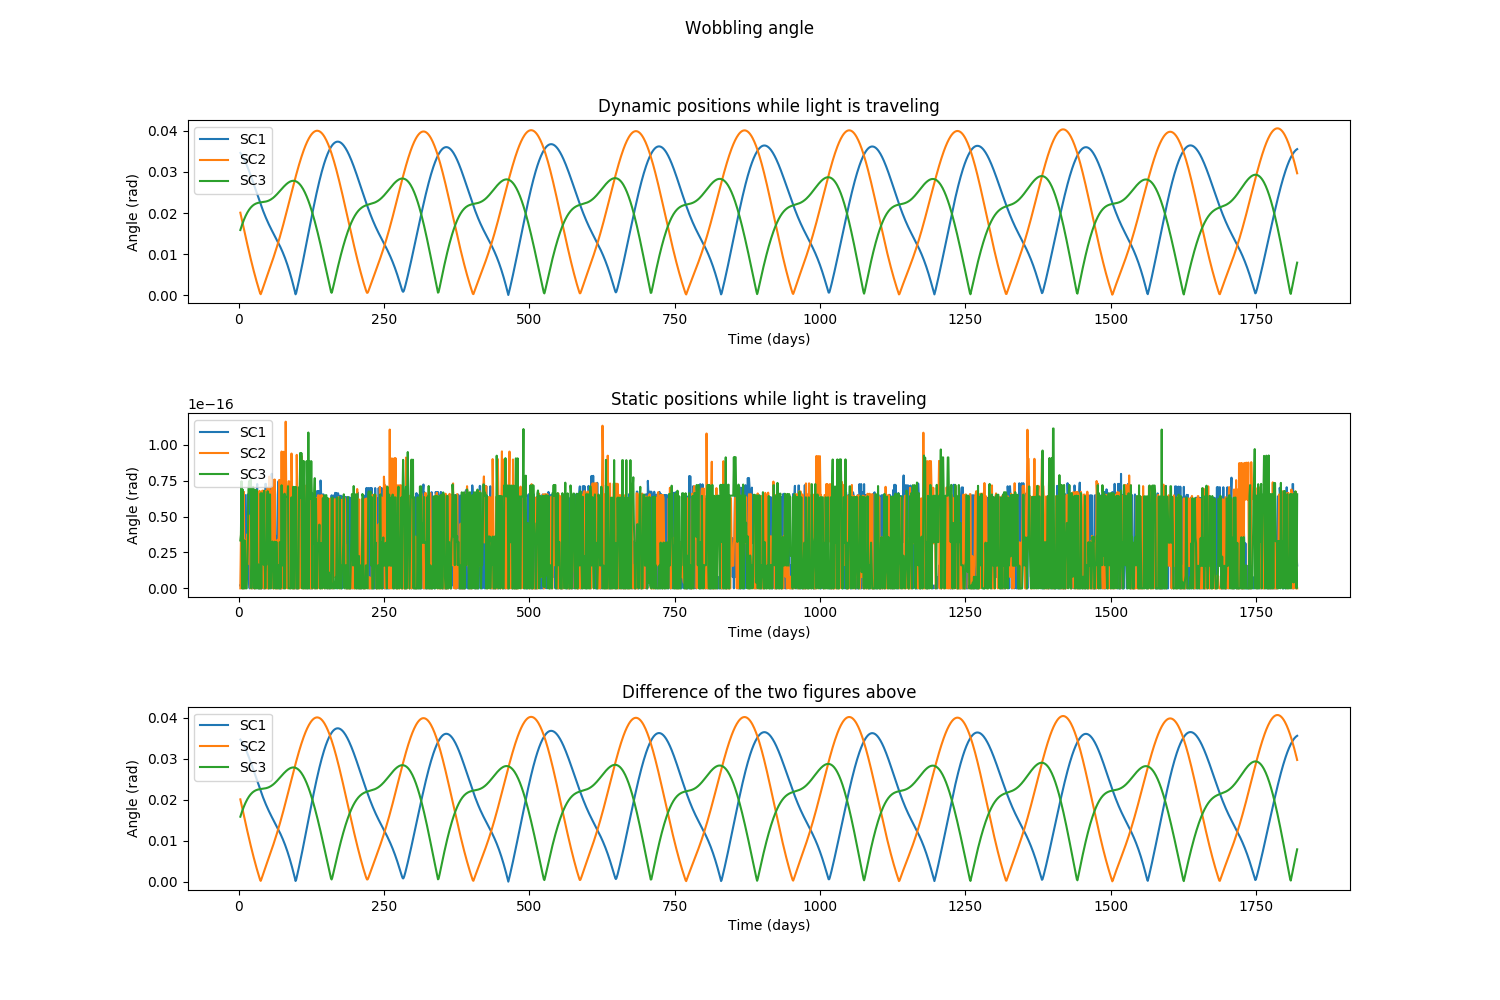 Wobbling angle
Dynamic positions while light is traveling
Angle (rad)
0.04
0.03
0.02
0.01
0.00
SC1
SC2
SC3
0 250 500 750 1000 1250 1500 1750
Time (days)
Static positions while light is traveling
1e−16
Angle (rad)
1.00
0.75
0.50
0.25
0.00
SC1
SC2
SC3
0 250 500 750 1000 1250 1500 1750
Time (days)
Difference of the two figures above
Angle (rad)
0.04
0.03
0.02
0.01
0.00
SC1
SC2
SC3
0 250 500 750 1000 1250 1500 1750
Time (days)